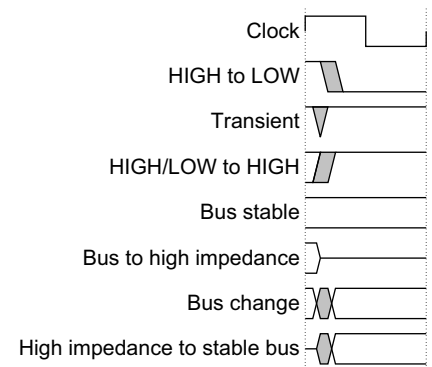 Clock
HIGH to LOW
Transient
HIGH/LOW to HIGH
Bus stable
Bus to high impedance
Bus change
High impedance to stable bus